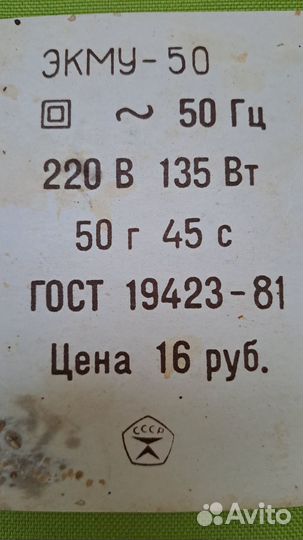 ЭКМУ-50
~ 50 Гц
220 В 135 Вт
50 г 45 с
ГОСТ 19423-81
Цена 16 руб.
СССР
Avito